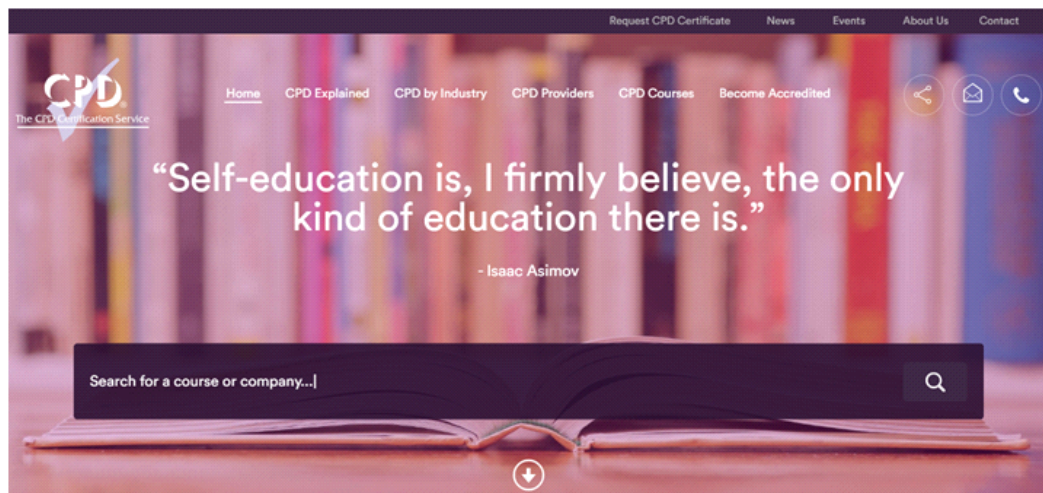 Request CPD Certificate News Events About Us Contact
CPD®
The CPD Certification Service
Home CPD Explained CPD by Industry CPD Providers CPD Courses Become Accredited
“Self-education is, I firmly believe, the only
kind of education there is.”
- Isaac Asimov
Search for a course or company...|